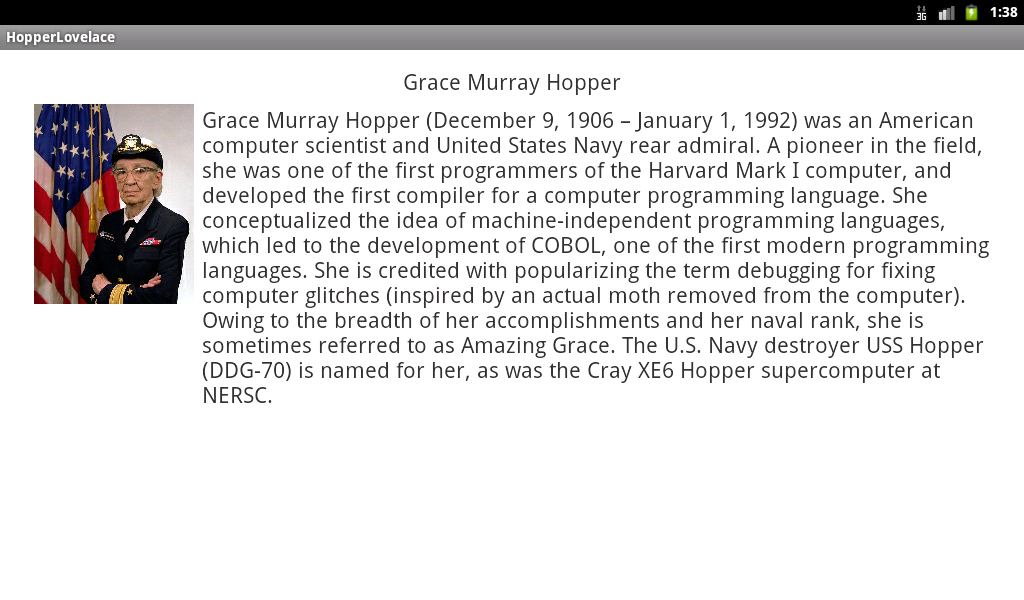 3G 1:38
HopperLovelace
Grace Murray Hopper
Grace Murray Hopper (December 9, 1906 – January 1, 1992) was an American
computer scientist and United States Navy rear admiral. A pioneer in the field,
she was one of the first programmers of the Harvard Mark I computer, and
developed the first compiler for a computer programming language. She
conceptualized the idea of machine-independent programming languages,
which led to the development of COBOL, one of the first modern programming
languages. She is credited with popularizing the term debugging for fixing
computer glitches (inspired by an actual moth removed from the computer).
Owing to the breadth of her accomplishments and her naval rank, she is
sometimes referred to as Amazing Grace. The U.S. Navy destroyer USS Hopper
(DDG-70) is named for her, as was the Cray XE6 Hopper supercomputer at
NERSC.